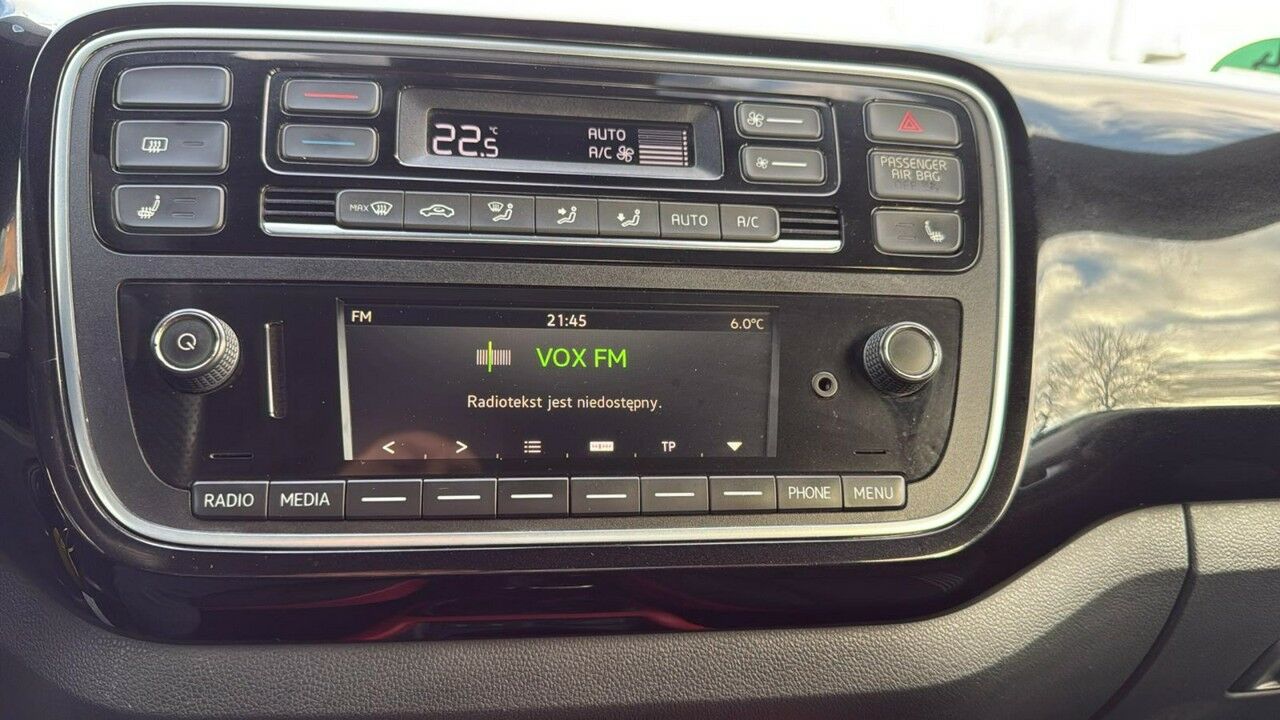 22.5 °C
AUTO
A/C
PASSENGER
AIR BAG
MAX
AUTO
A/C
FM
21:45
6.0°C
VOX FM
Radiotekst jest niedostępny.
< >
TP
RADIO
MEDIA
PHONE
MENU